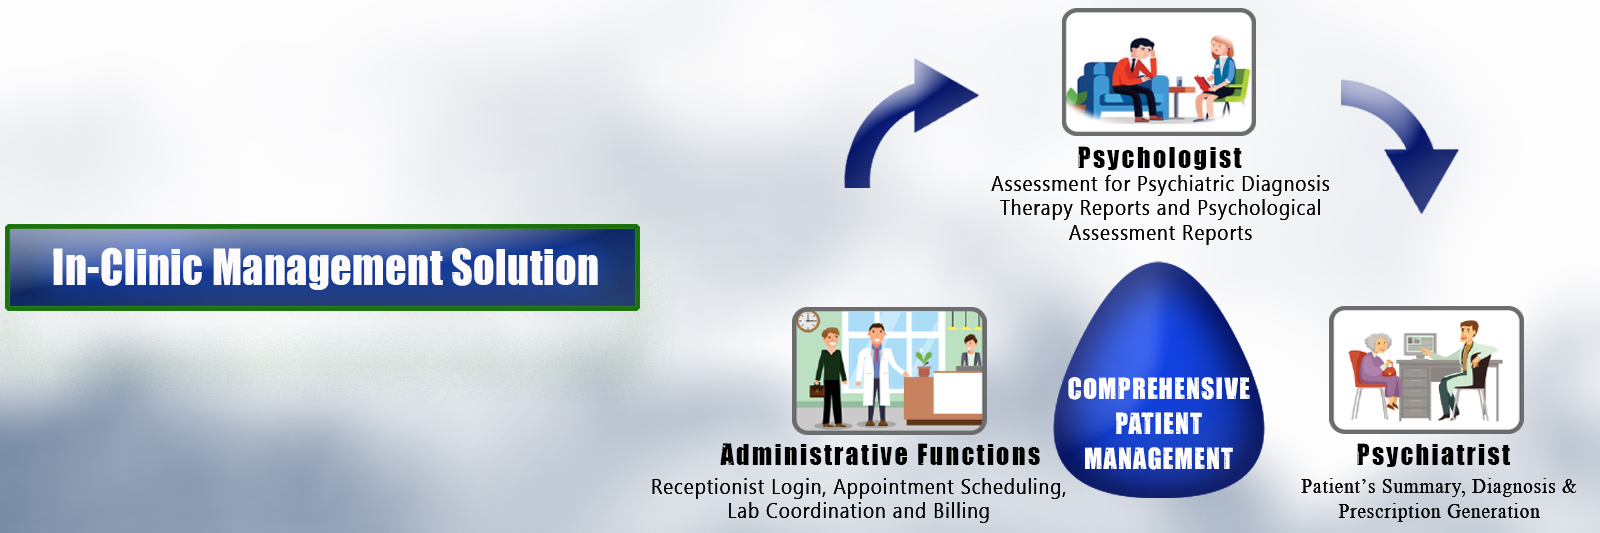 In-Clinic Management Solution
Psychologist
Assessment for Psychiatric Diagnosis
Therapy Reports and Psychological
Assessment Reports
Administrative Functions
Receptionist Login, Appointment Scheduling,
Lab Coordination and Billing
COMPREHENSIVE
PATIENT
MANAGEMENT
Psychiatrist
Patient's Summary, Diagnosis &
Prescription Generation